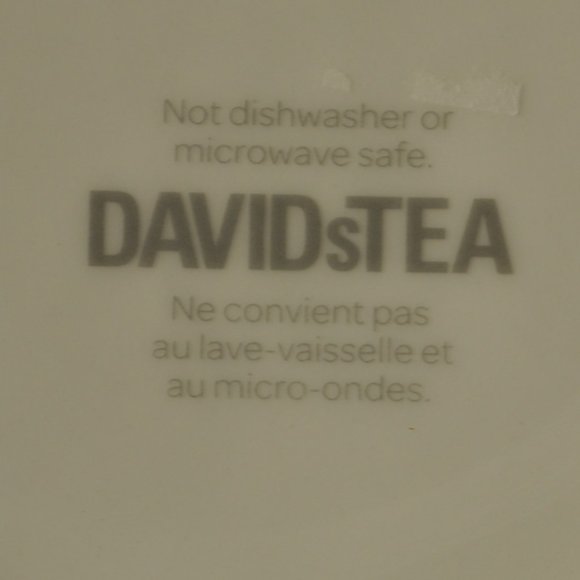 Not dishwasher or
microwave safe.
DAVIDsTEA
Ne convient pas
au lave-vaisselle et
au micro-ondes.